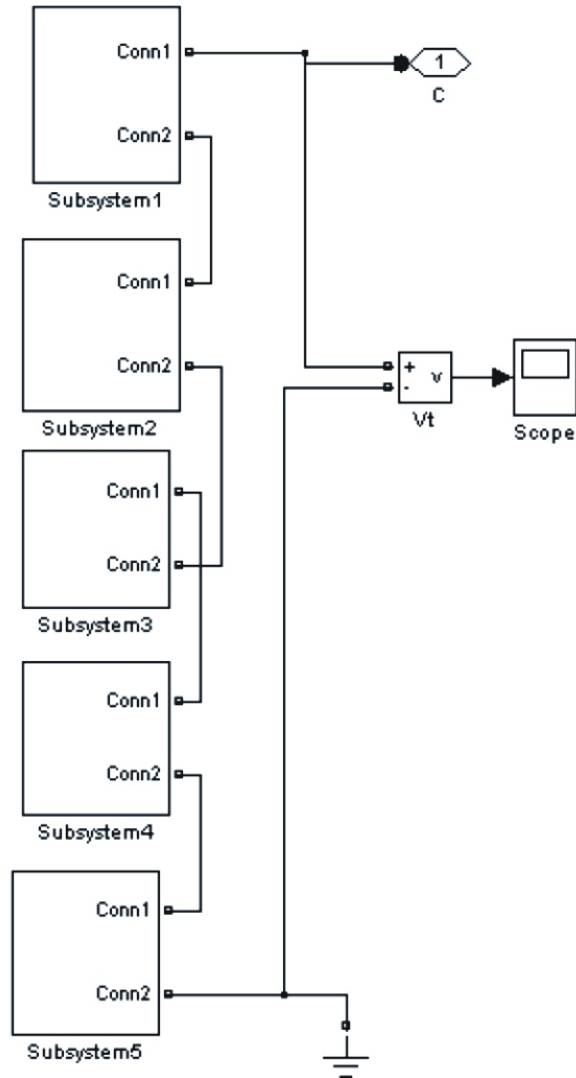 Conn1
Conn2
Subsystem1
1
C
Conn1
Conn2
Subsystem2
+
-
v
Vt
Scope
Conn1
Conn2
Subsystem3
Conn1
Conn2
Subsystem4
Conn1
Conn2
Subsystem5